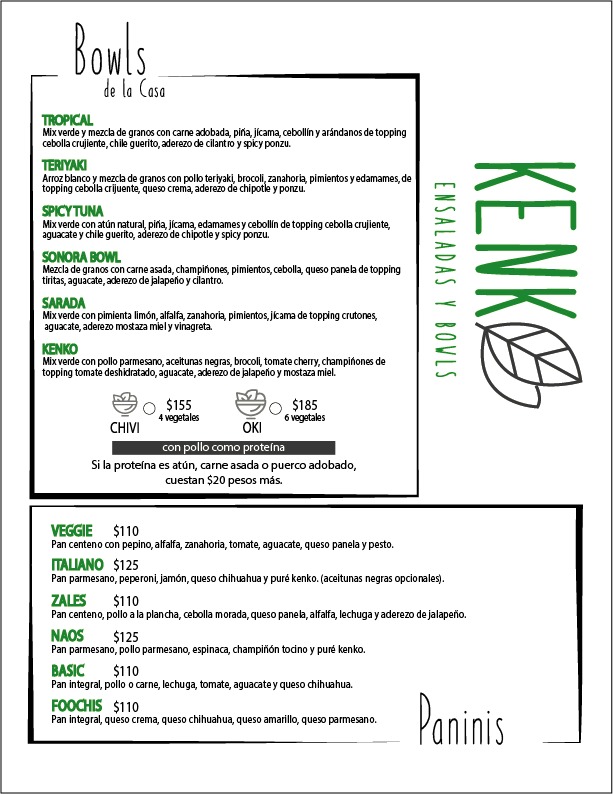 Bowls
de la Casa
TROPICAL
Mix verde y mezcla de granos con carne adobada, piña, jícama, cebollín y arándanos de topping
cebolla crujiente, chile guerito, aderezo de cilantro y spicy ponzu.
TERIYAKI
Arroz blanco y mezcla de granos con pollo teriyaki, brocoli, zanahoria, pimientos y edamames, de
topping cebolla crijuente, queso crema, aderezo de chipotle y ponzu.
SPICY TUNA
Mix verde con atún natural, piña, jícama, edamames y cebollín de topping cebolla crujiente,
aguacate y chile guerito, aderezo de chipotle y spicy ponzu.
SONORA BOWL
Mezcla de granos con carne asada, champiñones, pimientos, cebolla, queso panela de topping
tiritas, aguacate, aderezo de jalapeño y cilantro.
SARADA
Mix verde con pimienta limón, alfalfa, zanahoria, pimientos, jícama de topping crutones,
aguacate, aderezo mostaza miel y vinagreta.
KENKO
Mix verde con pollo parmesano, aceitunas negras, brocoli, tomate cherry, champiñones de
topping tomate deshidratado, aguacate, aderezo de jalapeño y mostaza miel.
CHIVI $155 4 vegetales
OKI $185 6 vegetales
con pollo como proteína
Si la proteína es atún, carne asada o puerco adobado,
cuestan $20 pesos más.
KENKO
ENSALADAS Y BOWLS
VEGGIE $110
Pan centeno con pepino, alfalfa, zanahoria, tomate, aguacate, queso panela y pesto.
ITALIANO $125
Pan parmesano, peperoni, jamón, queso chihuahua y puré kenko. (aceitunas negras opcionales).
ZALES $110
Pan centeno, pollo a la plancha, cebolla morada, queso panela, alfalfa, lechuga y aderezo de jalapeño.
NAOS $125
Pan parmesano, pollo parmesano, espinaca, champiñón tocino y puré kenko.
BASIC $110
Pan integral, pollo o carne, lechuga, tomate, aguacate y queso chihuahua.
FOOCHIS $110
Pan integral, queso crema, queso chihuahua, queso amarillo, queso parmesano.
Paninis